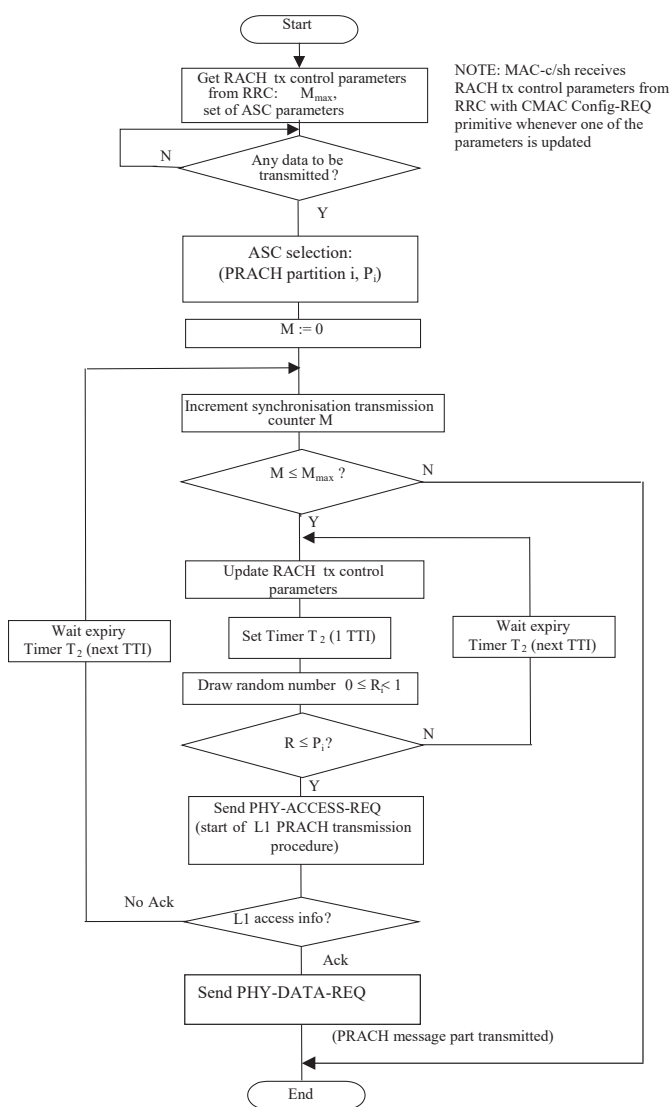 Start
Get RACH tx control parameters
from RRC: Mmax,
set of ASC parameters
NOTE: MAC-c/sh receives
RACH tx control parameters from
RRC with CMAC Config-REQ
primitive whenever one of the
parameters is updated
N
Any data to be
transmitted ?
Y
ASC selection:
(PRACH partition i, Pi)
M := 0
Increment synchronisation transmission
counter M
M ≤ Mmax ?
N
Y
Update RACH tx control
parameters
Wait expiry
Timer T2 (next TTI)
Set Timer T2 (1 TTI)
Wait expiry
Timer T2 (next TTI)
Draw random number 0 ≤ Ri< 1
R ≤ Pi?
N
Y
Send PHY-ACCESS-REQ
(start of L1 PRACH transmission
procedure)
No Ack
L1 access info?
Ack
Send PHY-DATA-REQ
(PRACH message part transmitted)
End